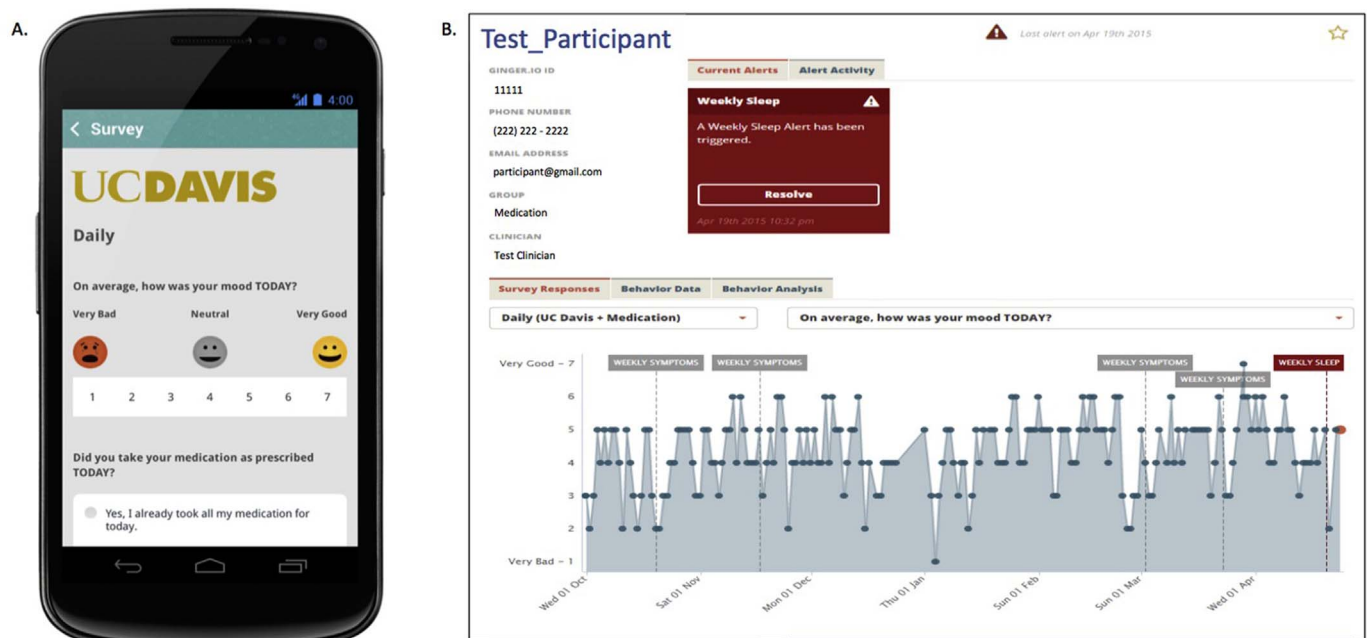 A.
4G 4:00
< Survey
UCDAVIS
Daily
On average, how was your mood TODAY?
Very Bad Neutral Very Good
1 2 3 4 5 6 7
Did you take your medication as prescribed
TODAY?
Yes, I already took all my medication for
today.
B.
Test_Participant
Last alert on Apr 19th 2015
GINGER.IO ID
11111
PHONE NUMBER
(222) 222 - 2222
EMAIL ADDRESS
participant@gmail.com
GROUP
Medication
CLINICIAN
Test Clinician
Current Alerts Alert Activity
Weekly Sleep
A Weekly Sleep Alert has been
triggered.
Resolve
Apr 19th 2015 10:32 pm
Survey Responses Behavior Data Behavior Analysis
Daily (UC Davis + Medication) On average, how was your mood TODAY?
Very Good – 7
6
5
4
3
2
Very Bad – 1
WEEKLY SYMPTOMS WEEKLY SYMPTOMS WEEKLY SYMPTOMS WEEKLY SLEEP
WEEKLY SYMPTOMS
Wed 01 Oct Sat 01 Nov Mon 01 Dec Thu 01 Jan Sun 01 Feb Sun 01 Mar Wed 01 Apr